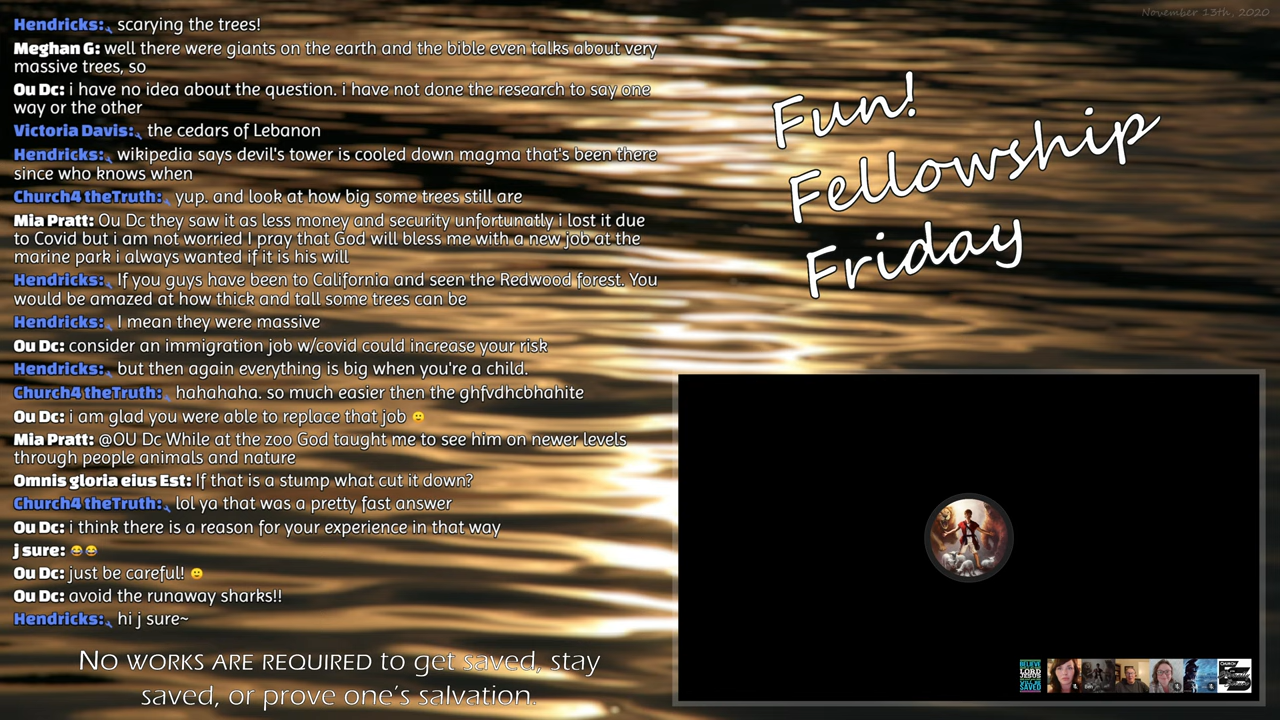 November 13th, 2020
Hendricks: scarying the trees!
Meghan G: well there were giants on the earth and the bible even talks about very
massive trees, so
Ou Dc: i have no idea about the question. i have not done the research to say one
way or the other
Victoria Davis: the cedars of Lebanon
Hendricks: wikipedia says devil's tower is cooled down magma that's been there
since who knows when
Church4theTruth: yup. and look at how big some trees still are
Mia Pratt: Ou Dc they saw it as less money and security unfortunatly i lost it due
to Covid but i am not worried I pray that God will bless me with a new job at the
marine park i always wanted if it is his will
Hendricks: If you guys have been to California and seen the Redwood forest. You
would be amazed at how thick and tall some trees can be
Hendricks: I mean they were massive
Ou Dc: consider an immigration job w/covid could increase your risk
Hendricks: but then again everything is big when you're a child.
Church4theTruth: hahahaha. so much easier then the ghfvdhcbhahite
Ou Dc: i am glad you were able to replace that job 🙂
Mia Pratt: @OU Dc While at the zoo God taught me to see him on newer levels
through people animals and nature
Omnis gloria eius Est: If that is a stump what cut it down?
Church4theTruth: lol ya that was a pretty fast answer
Ou Dc: i think there is a reason for your experience in that way
j sure: 😂😂
Ou Dc: just be careful! 🙂
Ou Dc: avoid the runaway sharks!!
Hendricks: hi j sure~
NO WORKS ARE REQUIRED to get saved, stay
saved, or prove one's salvation.
Fun!
Fellowship
Friday
BELIEVE
LORD
JESUS
SAVED
CHURCH